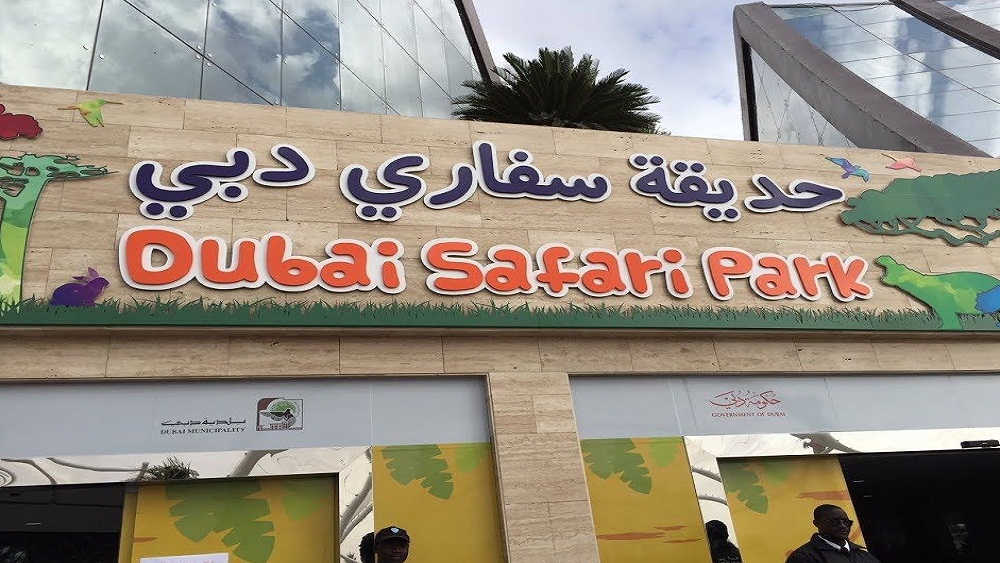 حديقة سفاري دبي
Dubai Safari Park
بلدية دبي
DUBAI MUNICIPALITY
حكومة دبي
GOVERNMENT OF DUBAI